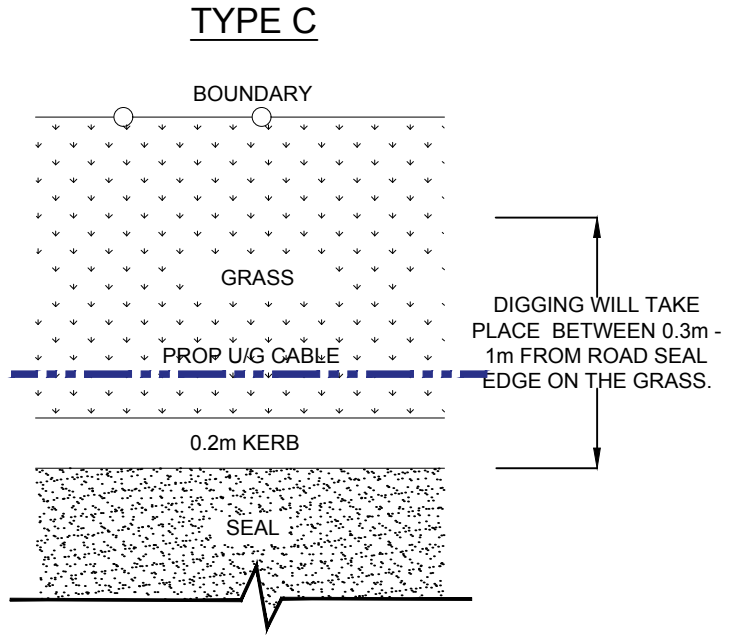 TYPE C
BOUNDARY
GRASS
PROP U/G CABLE
0.2m KERB
SEAL
DIGGING WILL TAKE
PLACE BETWEEN 0.3m -
1m FROM ROAD SEAL
EDGE ON THE GRASS.